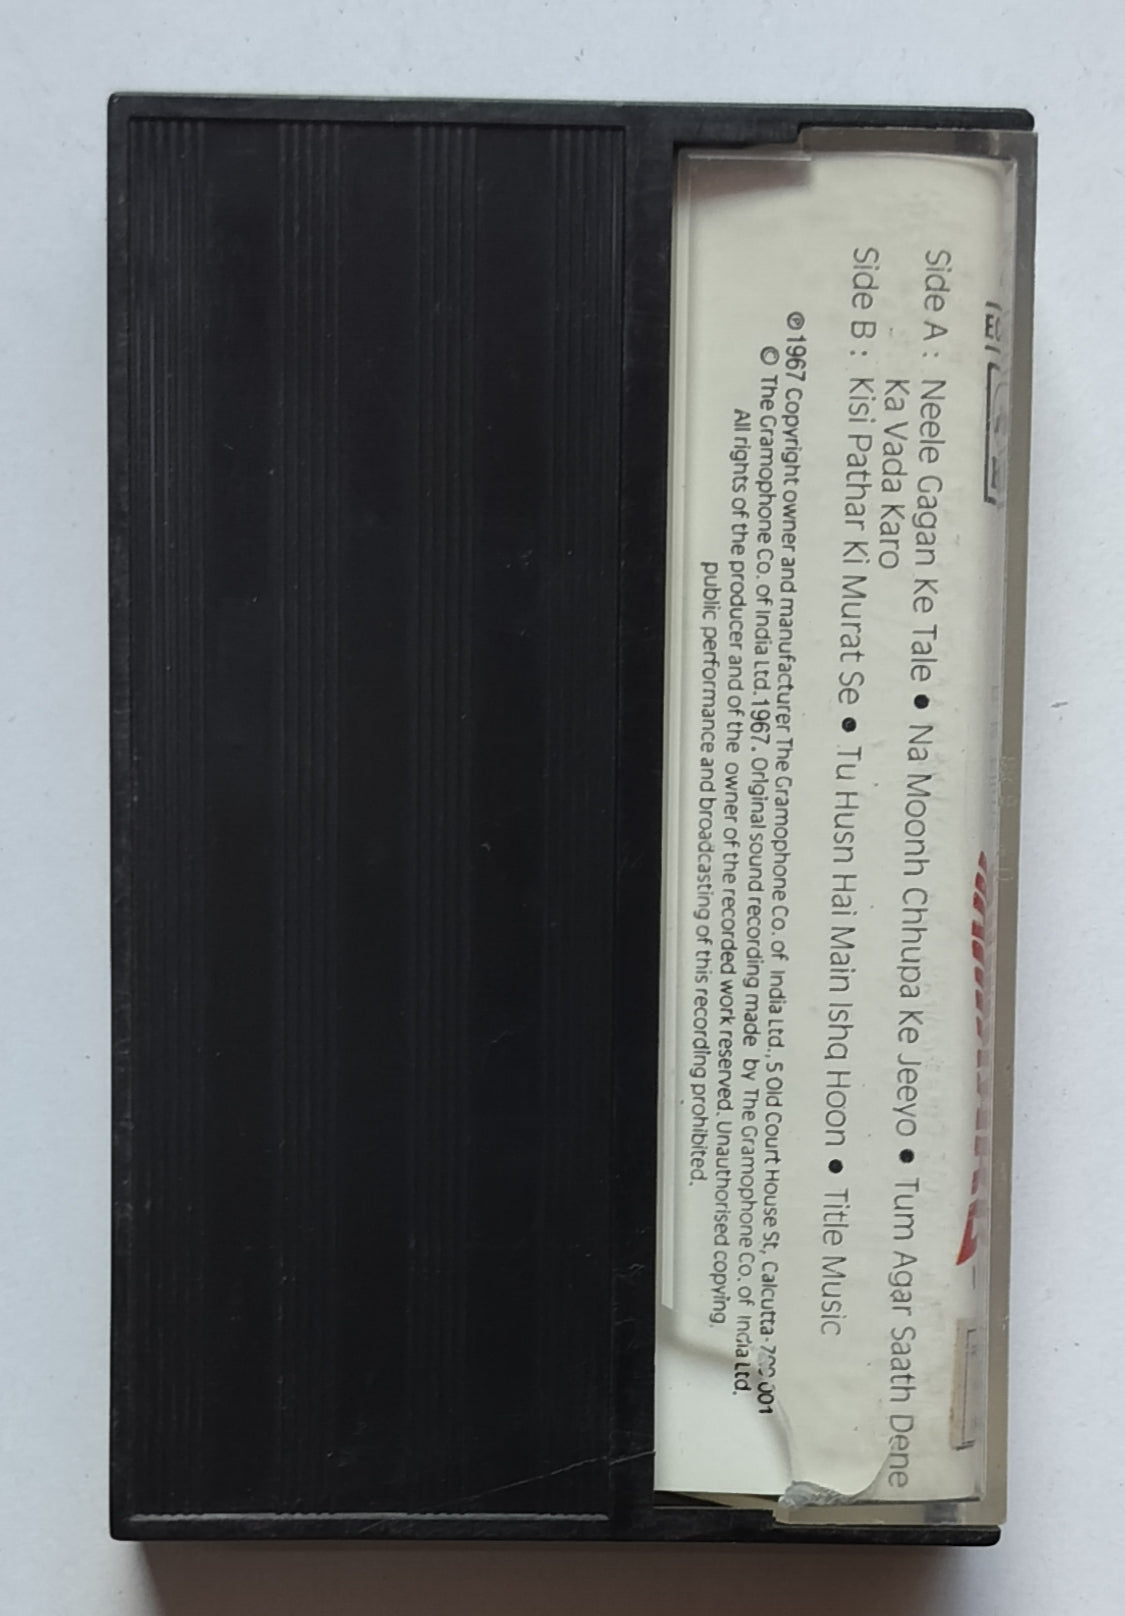 Side A : Neele Gagan Ke Tale • Na Moonh Chhupa Ke Jeeyo • Tum Agar Saath Dene
Ka Vada Karo
Side B : Kisi Pathar Ki Murat Se • Tu Husn Hai Main Ishq Hoon • Title Music
℗ 1967 Copyright owner and manufacturer The Gramophone Co. of India Ltd., 5 Old Court House St, Calcutta-700 001
© The Gramophone Co. of India Ltd. 1967. Original sound recording made by The Gramophone Co. of India Ltd.
All rights of the producer and of the owner of the recorded work reserved. Unauthorised copying,
public performance and broadcasting of this recording prohibited.